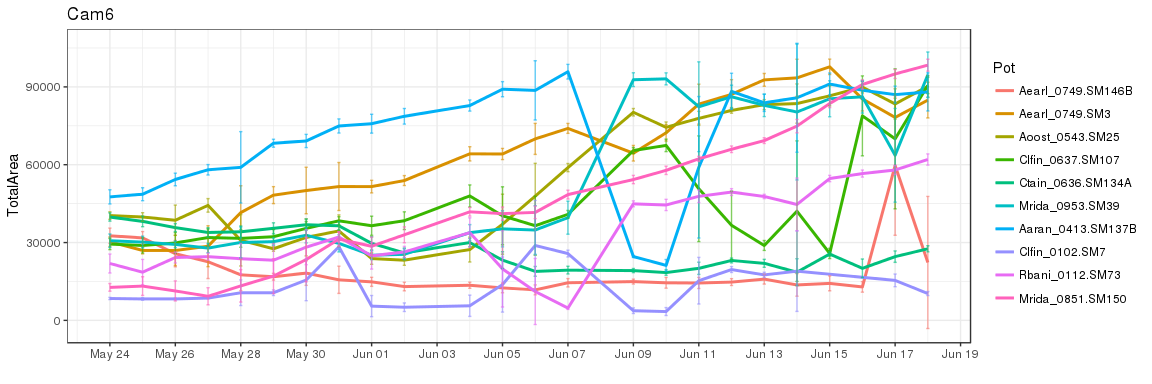 Cam6
TotalArea
90000
60000
30000
0
May 24 May 26 May 28 May 30 Jun 01 Jun 03 Jun 05 Jun 07 Jun 09 Jun 11 Jun 13 Jun 15 Jun 17 Jun 19
Pot
Aearl_0749.SM146B
Aearl_0749.SM3
Aoost_0543.SM25
Clfin_0637.SM107
Ctain_0636.SM134A
Mrida_0953.SM39
Aaran_0413.SM137B
Clfin_0102.SM7
Rbani_0112.SM73
Mrida_0851.SM150